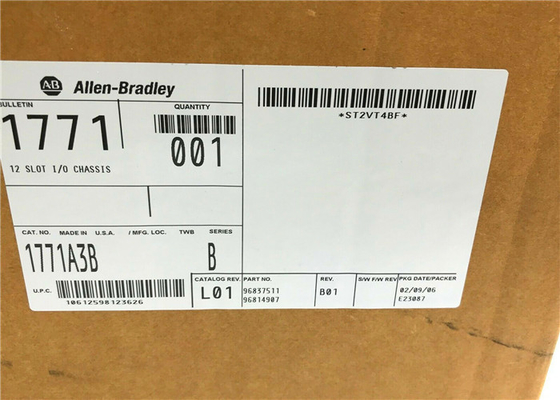 AB Allen-Bradley
BULLETIN
1771
QUANTITY
001
12 SLOT I/O CHASSIS
*ST2VT4BF*
CAT. NO. MADE IN U.S.A. / MFG. LOC. TWB SERIES
1771A3B B
U.P.C.
10612598123626
CATALOG REV.
L01
PART NO.
96837511
96814907
REV.
B01
S/W F/W REV.
PKG DATE/PACKER
02/09/06
E23087